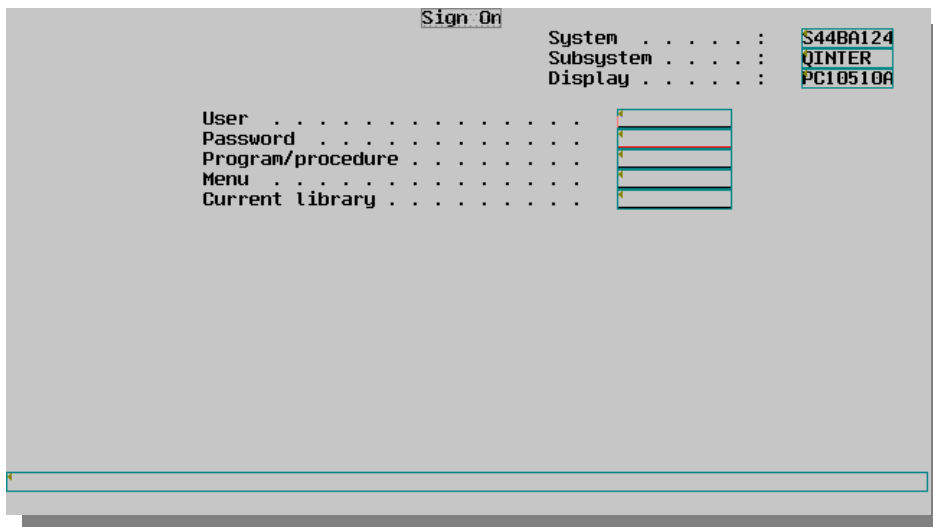 Sign On
System . . . . . : S44BA124
Subsystem . . . . : QINTER
Display . . . . . : PC10510A
User . . . . . . . . . . . . . .
Password . . . . . . . . . . . .
Program/procedure . . . . . . . .
Menu . . . . . . . . . . . . . .
Current library . . . . . . . . .